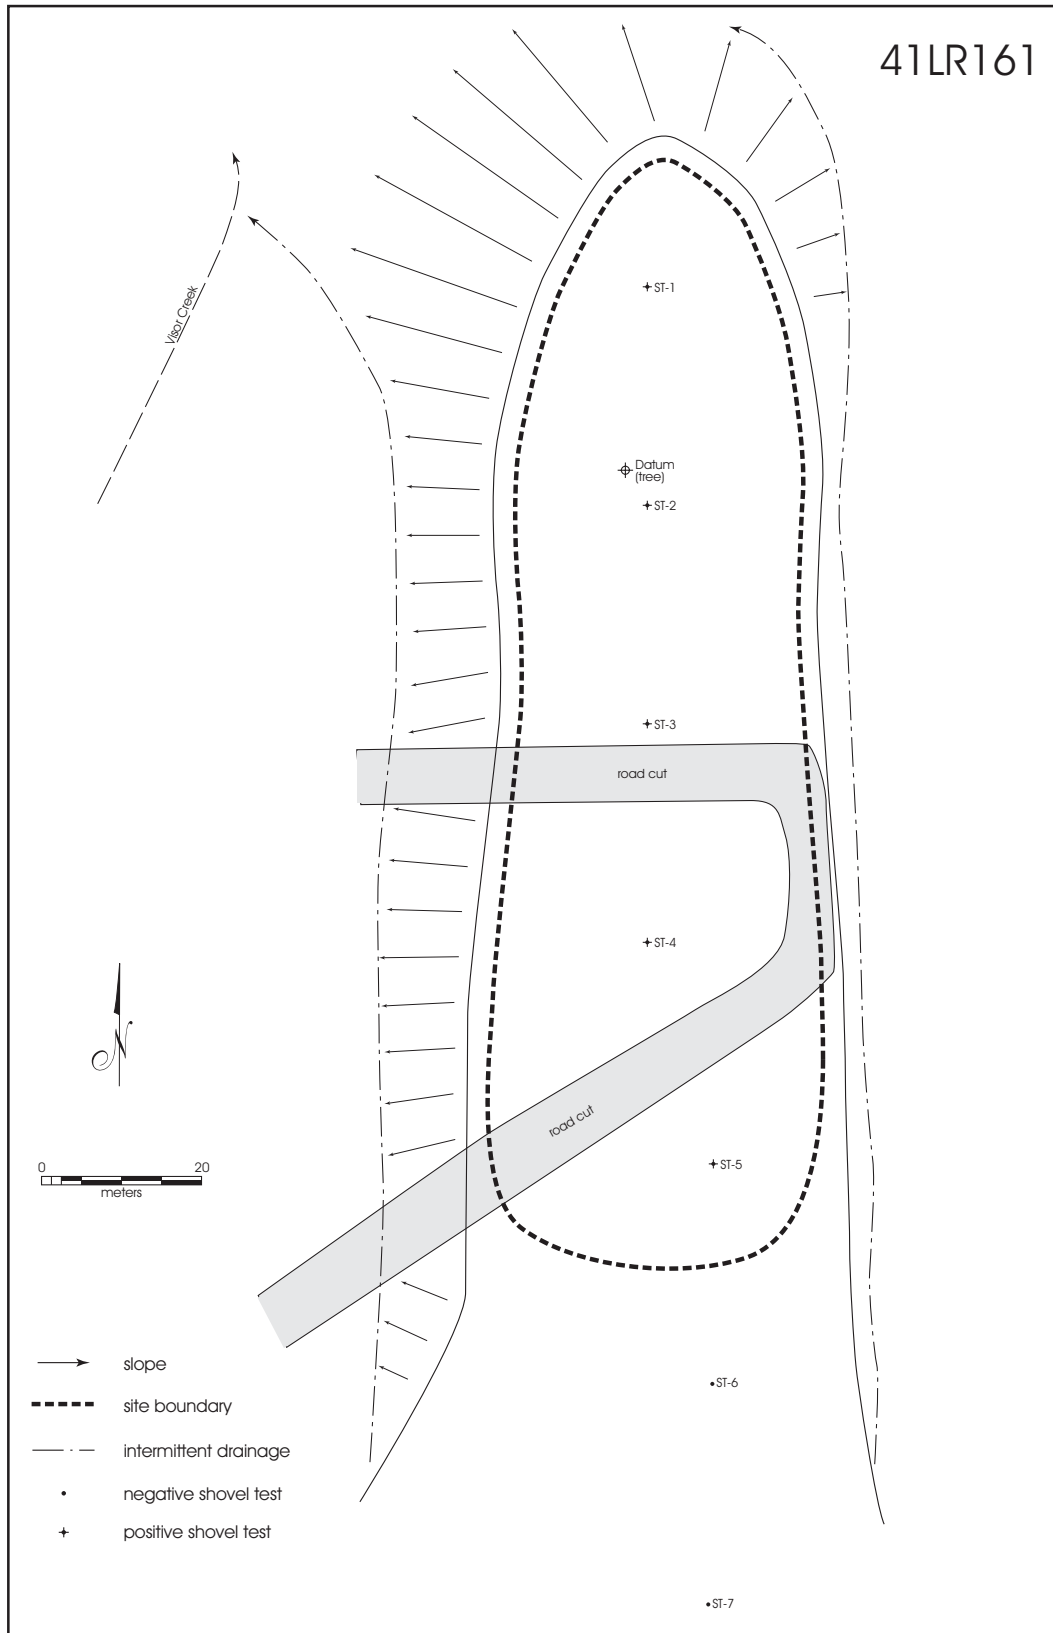 41LR161
Visor Creek
ST-1
Datum
(tree)
ST-2
ST-3
road cut
ST-4
N
road cut
ST-5
0 20
meters
slope
site boundary
ST-6
intermittent drainage
negative shovel test
positive shovel test
ST-7